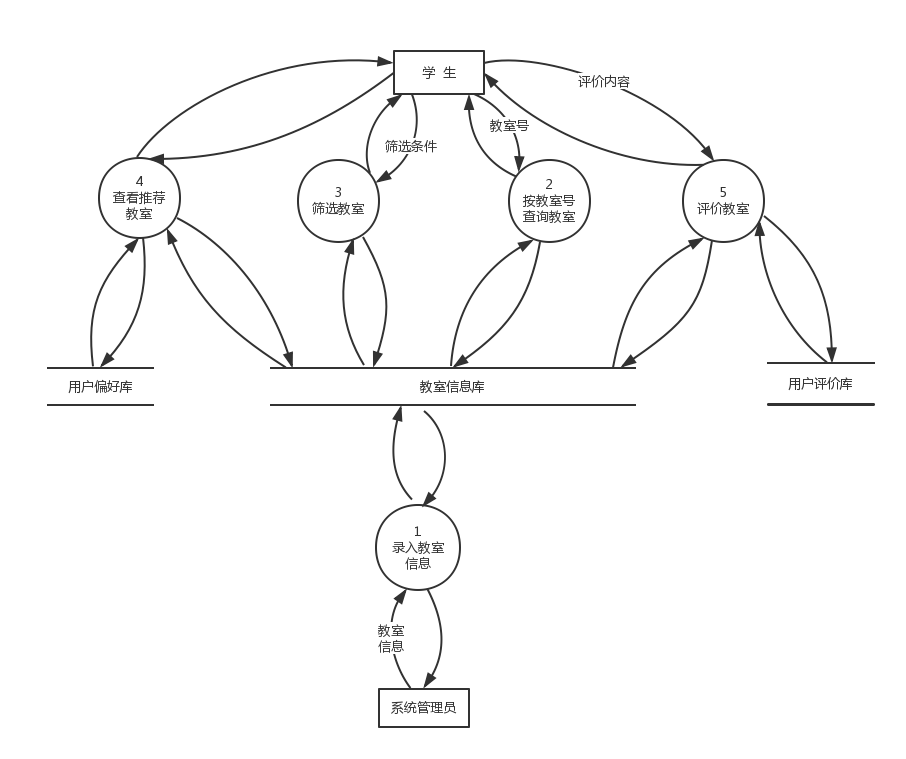 学 生
评价内容
教室号
筛选条件
4
查看推荐
教室
3
筛选教室
2
按教室号
查询教室
5
评价教室
用户偏好库
教室信息库
用户评价库
1
录入教室
信息
教室
信息
系统管理员